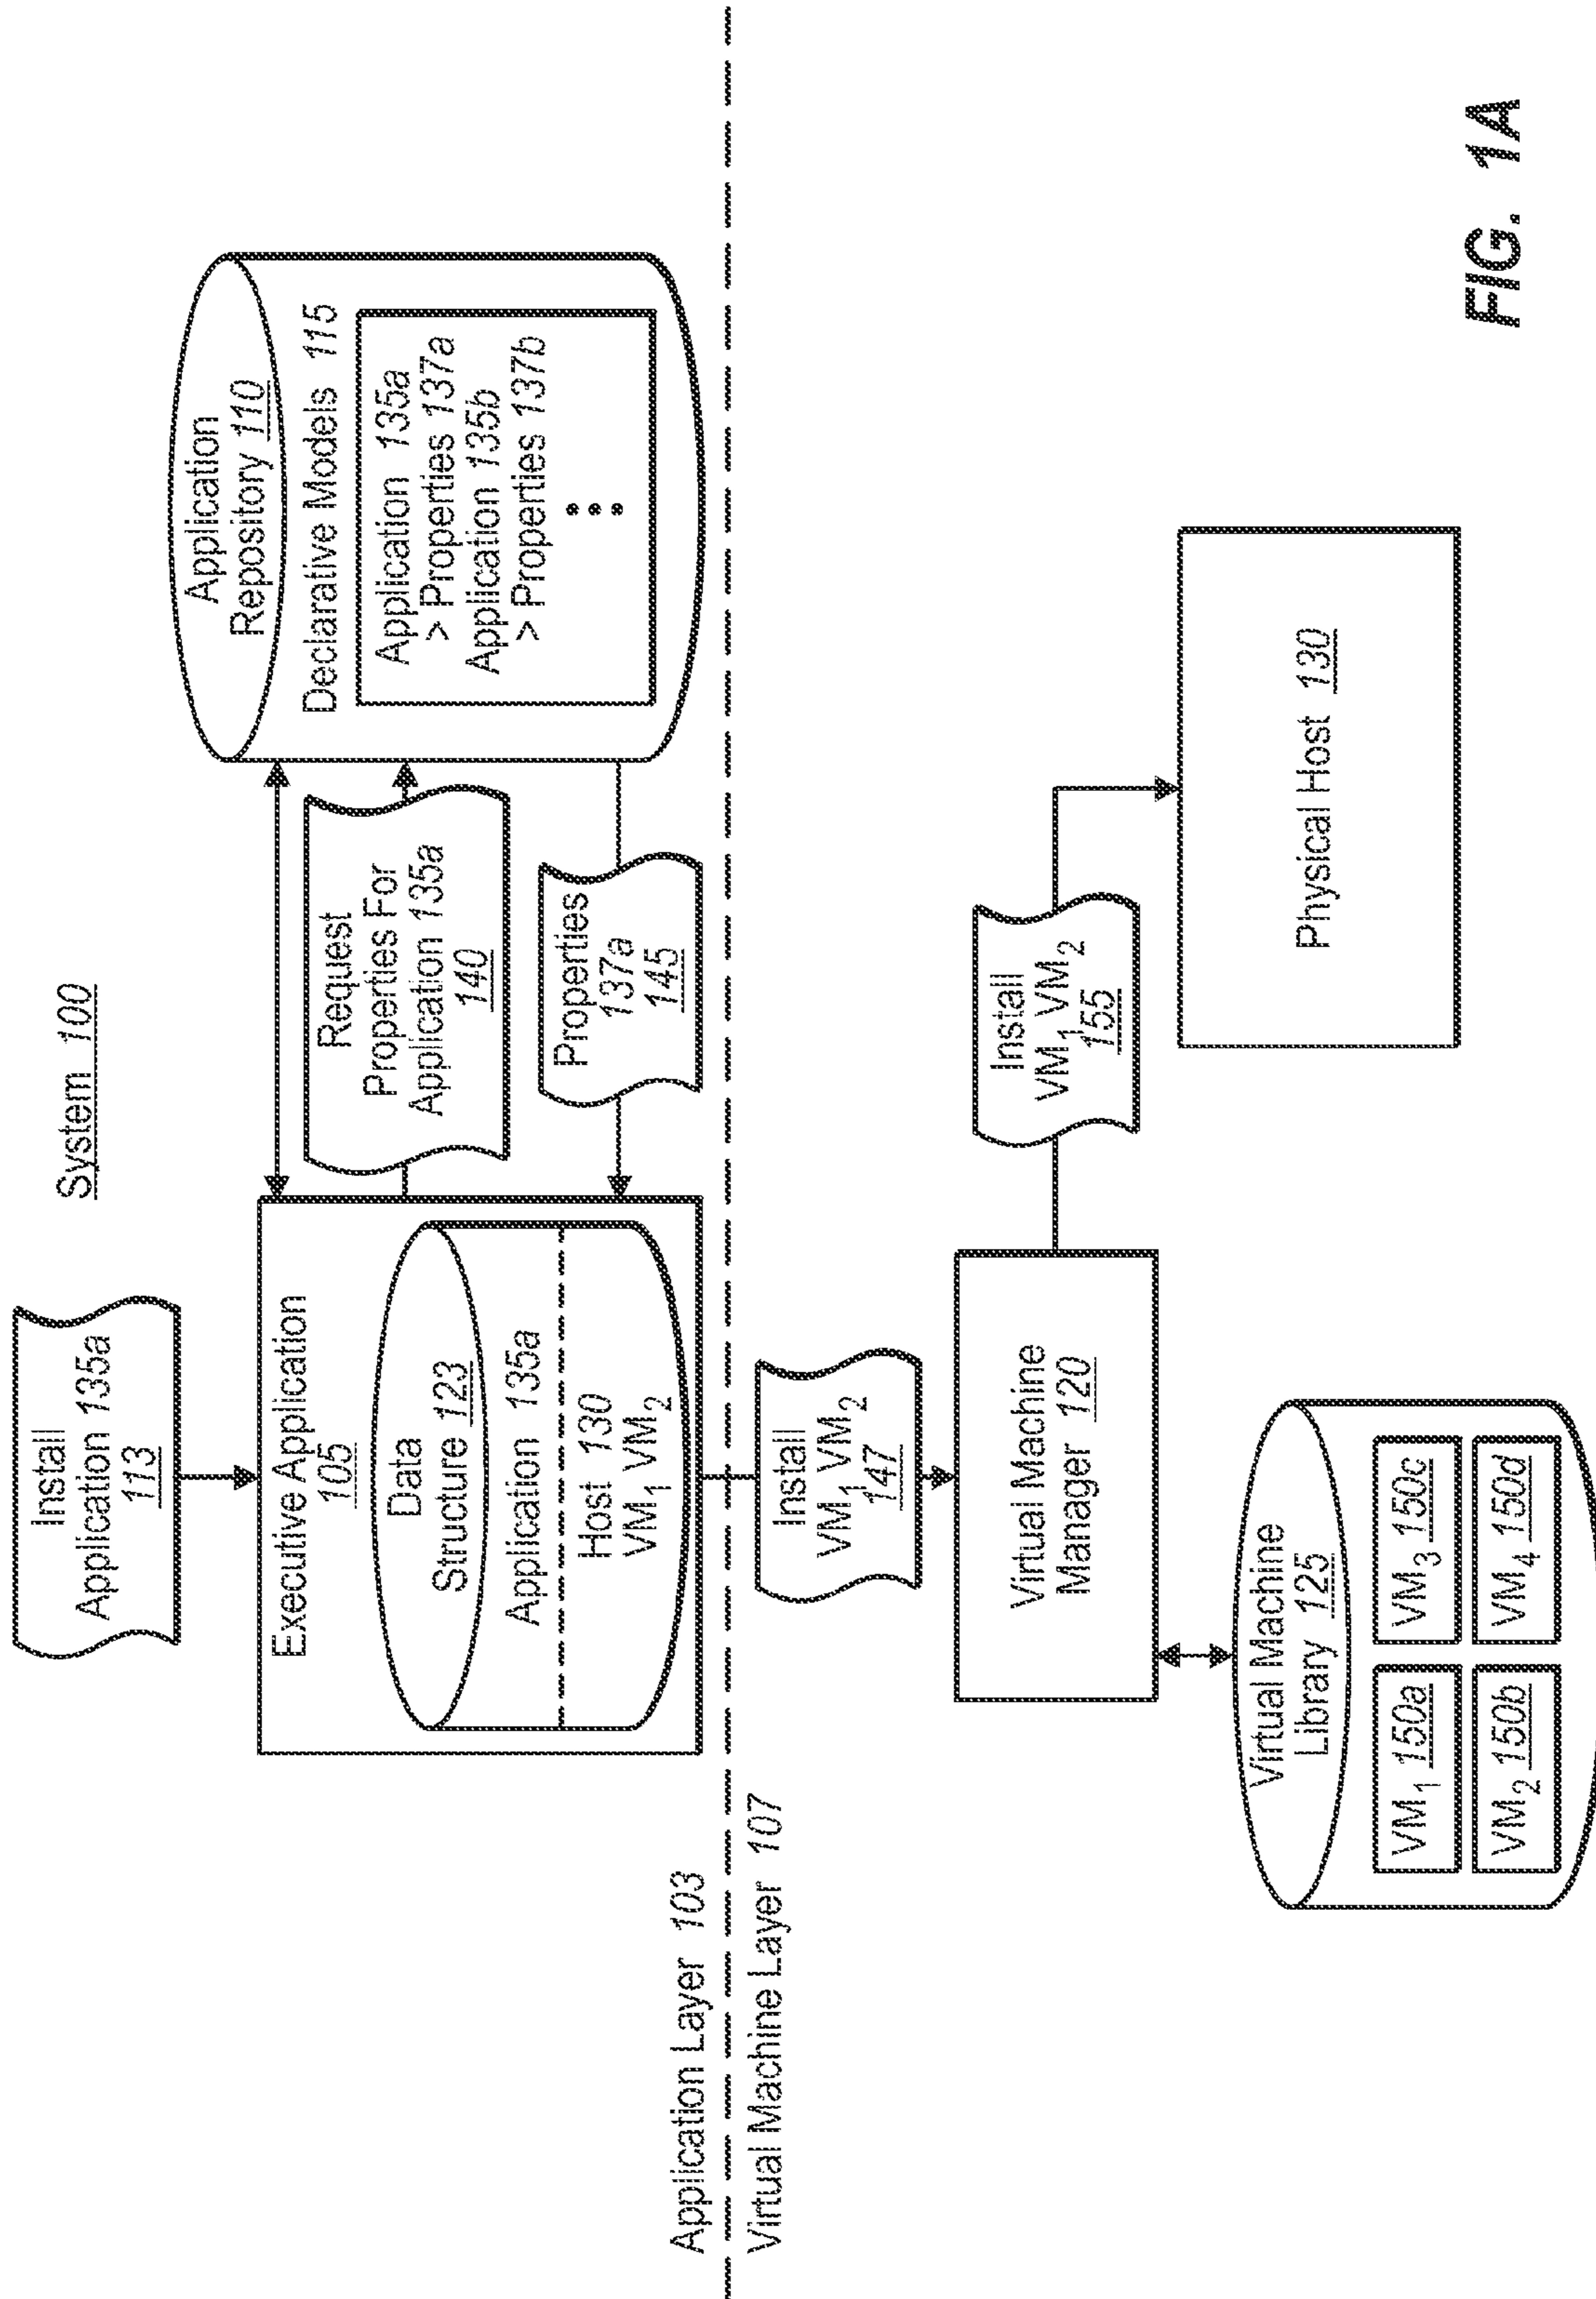 System 100
Install
Application 135a
113
Executive Application
105
Data
Structure 123
Application 135a
Host 130
VM1 VM2
Request
Properties For
Application 135a
140
Properties
137a
145
Application
Repository 110
Declarative Models 115
Application 135a
> Properties 137a
Application 135b
> Properties 137b
Application Layer 103
Virtual Machine Layer 107
Install
VM1 VM2
147
Virtual Machine
Manager 120
Install
VM1 VM2
155
Physical Host 130
Virtual Machine
Library 125
VM1 150a
VM3 150c
VM2 150b
VM4 150d
FIG. 1A